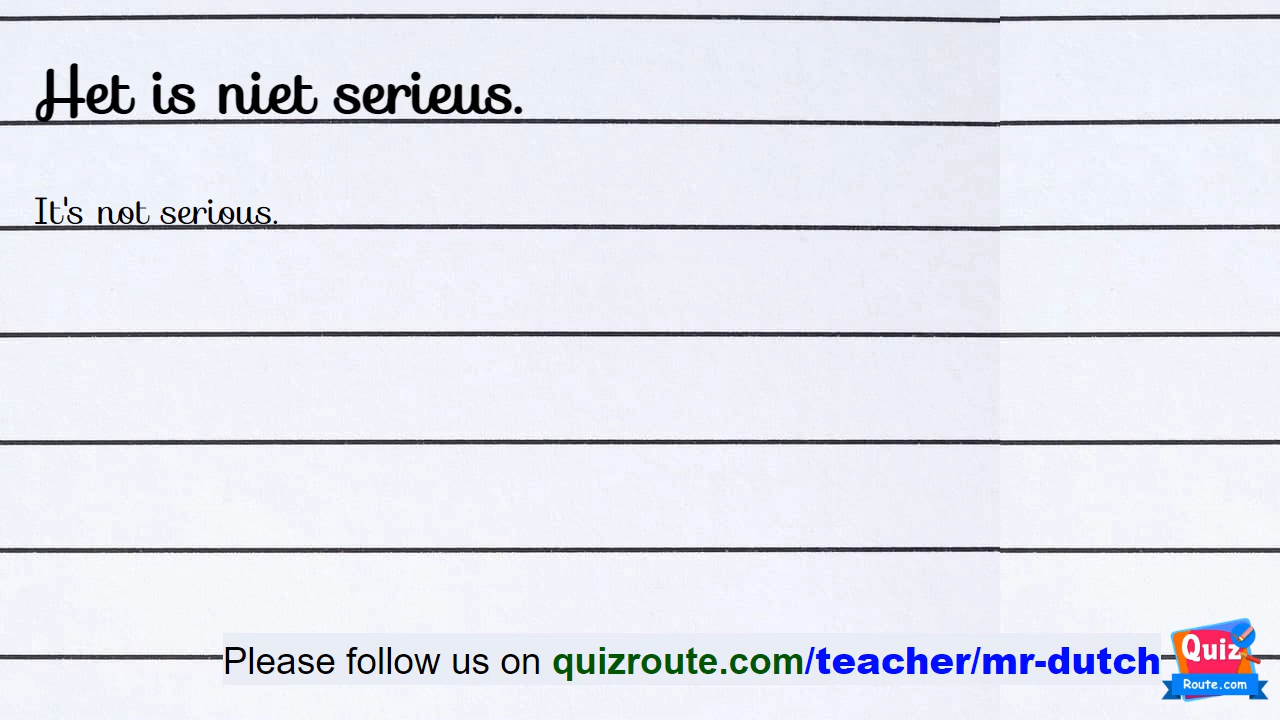 Het is niet serieus.
It's not serious.
Please follow us on quizroute.com/teacher/mr-dutch
Quiz
Route.com